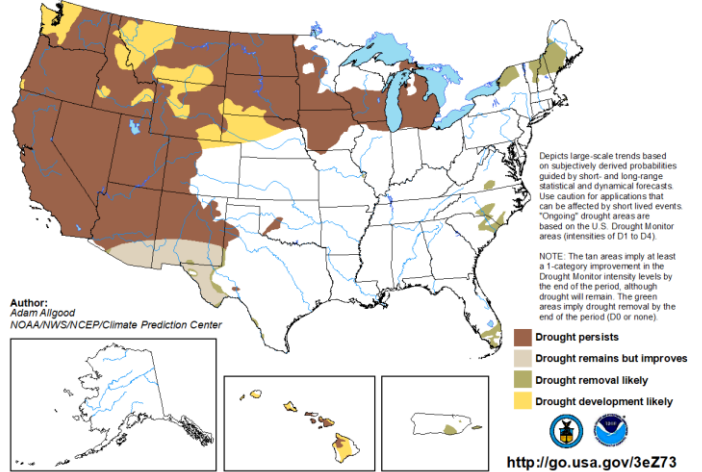 Depicts large-scale trends based
on subjectively derived probabilities
guided by short- and long-range
statistical and dynamical forecasts.
Use caution for applications that
can be affected by short lived events.
"Ongoing" drought areas are
based on the U.S. Drought Monitor
areas (intensities of D1 to D4).
NOTE: The tan areas imply at least
a 1-category improvement in the
Drought Monitor intensity levels by
the end of the period, although
drought will remain. The green
areas imply drought removal by the
end of the period (D0 or none).
Author:
Adam Allgood
NOAA/NWS/NCEP/Climate Prediction Center
Drought persists
Drought remains but improves
Drought removal likely
Drought development likely
http://go.usa.gov/3eZ73